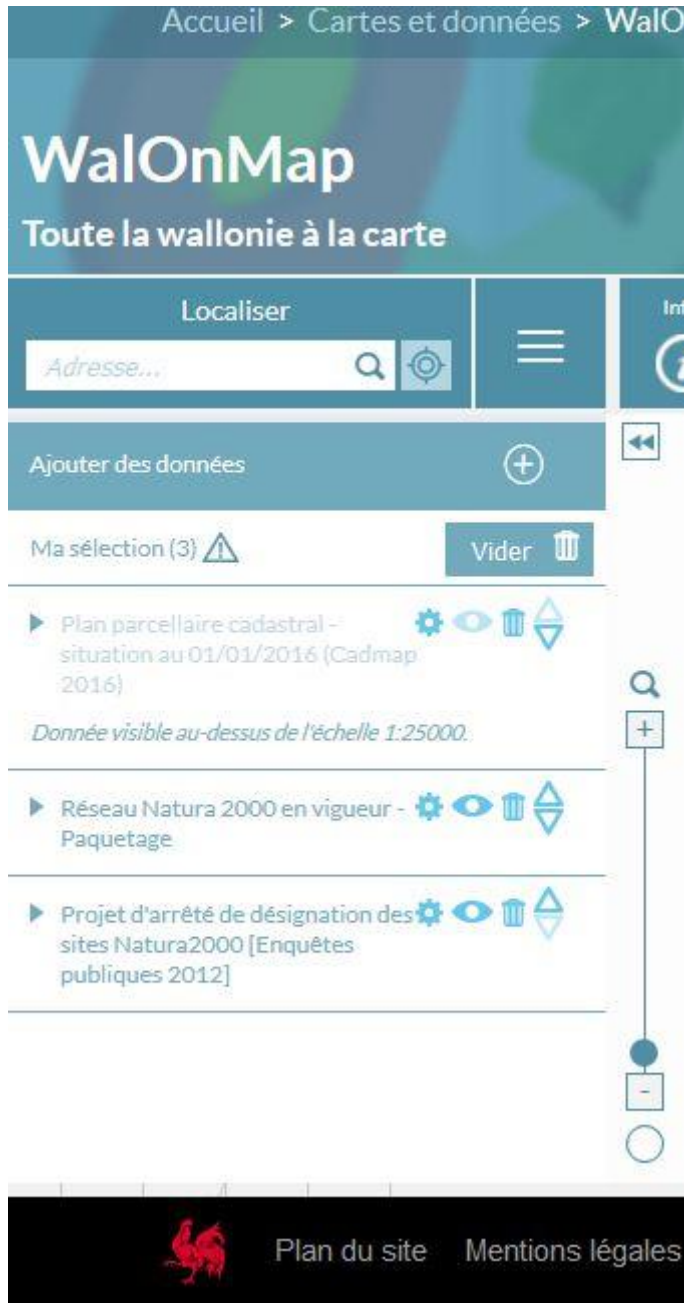 Accueil > Cartes et données > WalO
WalOnMap
Toute la wallonie à la carte
Localiser
Adresse...
Ajouter des données
Ma sélection (3)
Vider
Plan parcellaire cadastral -
situation au 01/01/2016 (Cadmap
2016)
Donnée visible au-dessus de l'échelle 1:25000.
Réseau Natura 2000 en vigueur -
Paquetage
Projet d'arrêté de désignation des
sites Natura2000 [Enquêtes
publiques 2012]
+
-
Plan du site Mentions légales